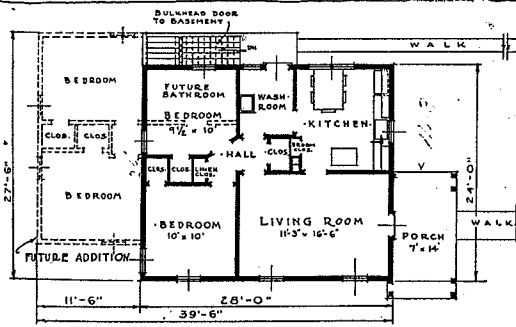 BULKHEAD DOOR
TO BASEMENT
DN
WALK
BEDROOM
FUTURE
BATHROOM
BEDROOM
9½' x 10'
WASH
ROOM
KITCHEN
CLOS.
CLOS.
HALL
CLOS.
BROOM
CLOS.
CLOS.
CLOS.
LINEN
CLOS.
27'-6"
24'-0"
BEDROOM
BEDROOM
10' x 10'
LIVING ROOM
11'-3" x 16'-6"
PORCH
7' x 14'
WALK
FUTURE ADDITION
11'-6"
28'-0"
39'-6"